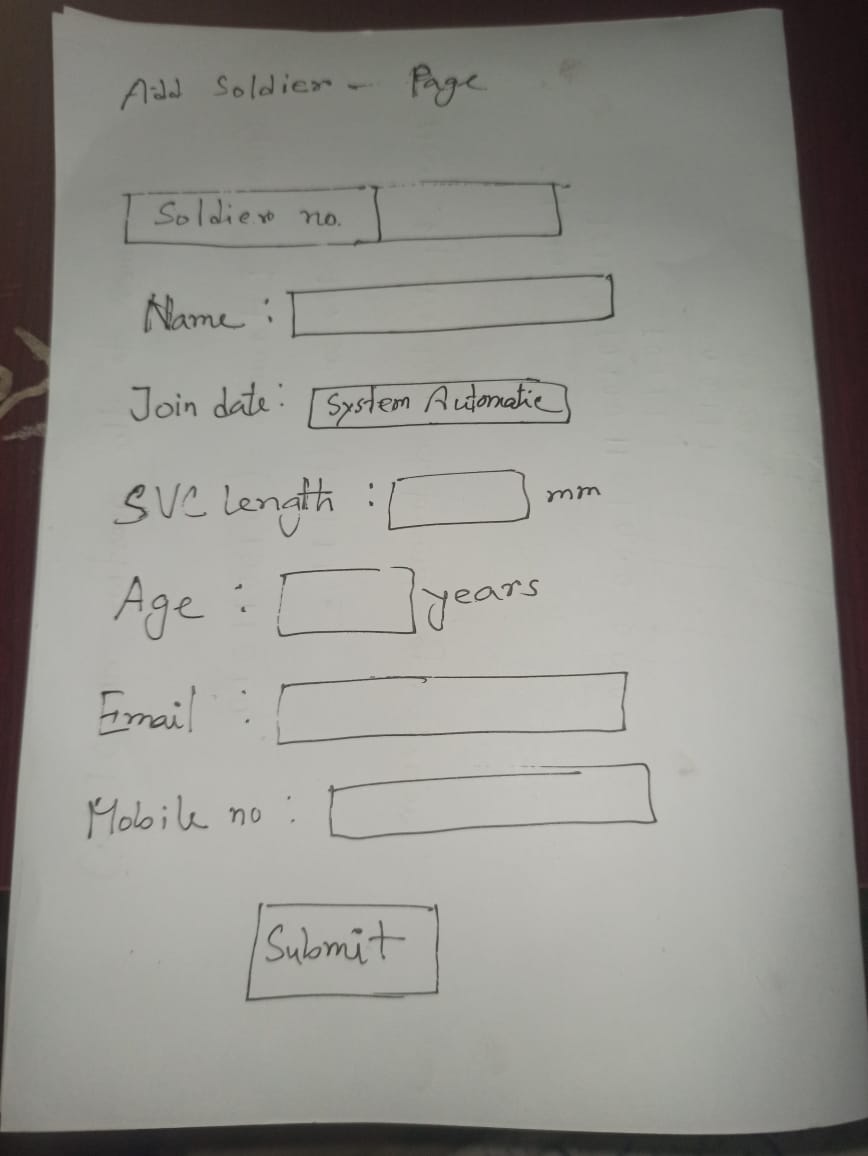 Add Soldier - Page
Soldier no.
Name :
Join date: System Automatic
SVC length : mm
Age : years
Email :
Mobile no :
Submit